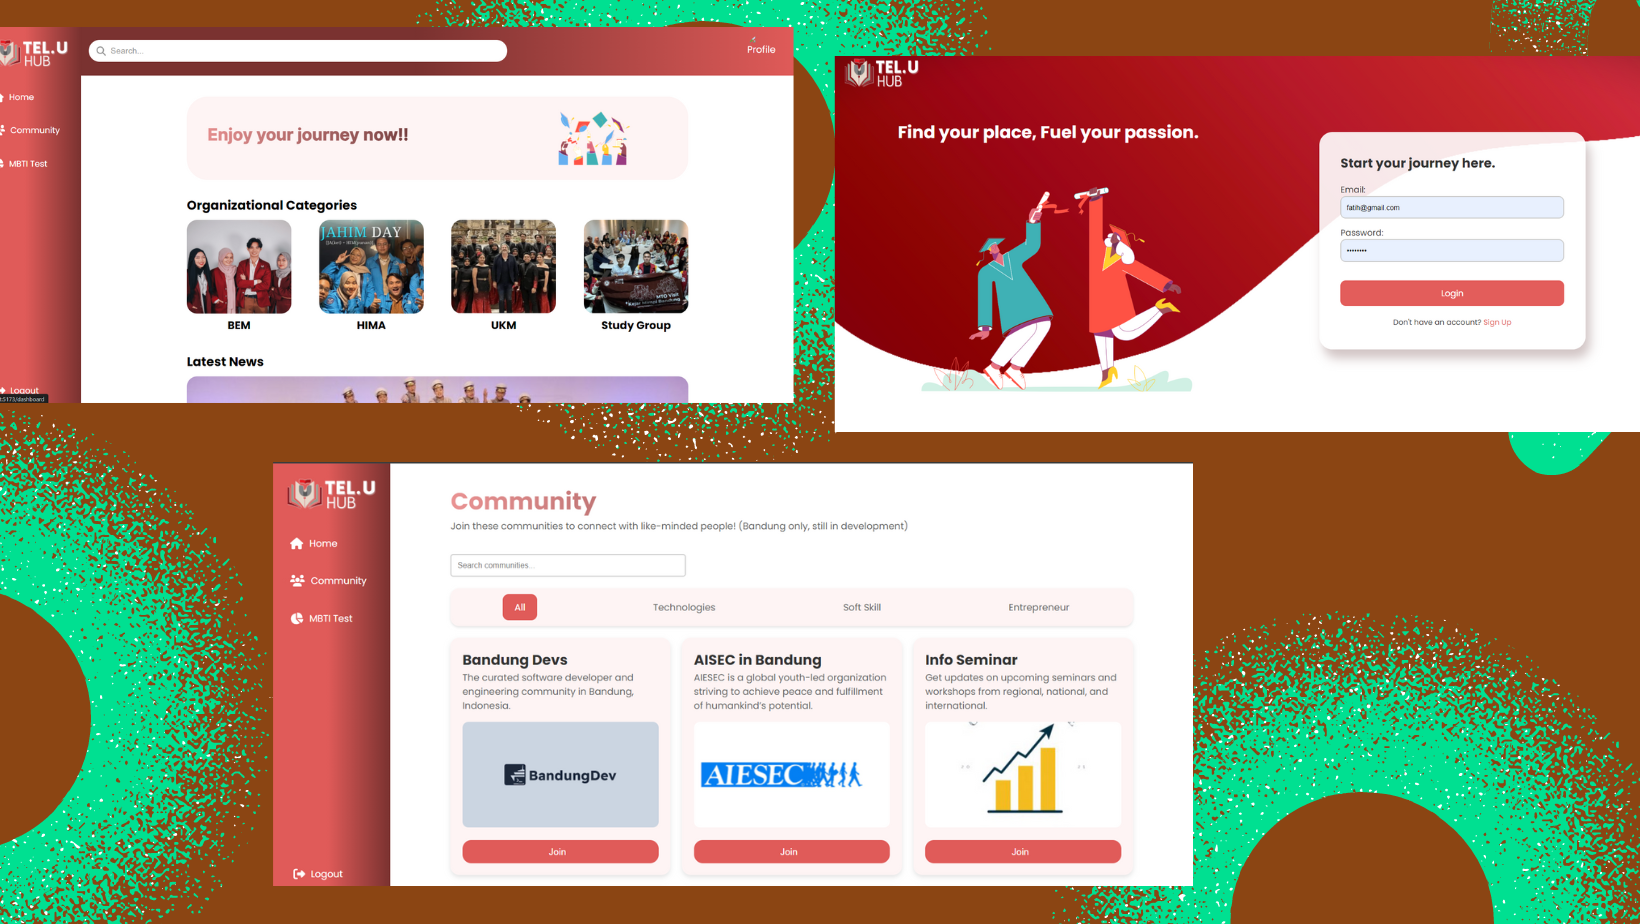 TEL.U
HUB
Search...
Profile
Home
Community
MBTI Test
Enjoy your journey now!!
Organizational Categories
JAHIM DAY
BEM
HIMA
UKM
Study Group
Latest News
Logout
:5173/dashboard
TEL.U
HUB
Find your place, Fuel your passion.
Start your journey here.
Email:
fatih@gmail.com
Password:
••••••••
Login
Don't have an account? Sign Up
TEL.U
HUB
Home
Community
MBTI Test
Logout
Community
Join these communities to connect with like-minded people! (Bandung only, still in development)
Search communities...
All
Technologies
Soft Skill
Entrepreneur
Bandung Devs
The curated software developer and
engineering community in Bandung,
Indonesia.
BandungDev
Join
AISEC in Bandung
AIESEC is a global youth-led organization
striving to achieve peace and fulfillment
of humankind's potential.
AIESEC
Join
Info Seminar
Get updates on upcoming seminars and
workshops from regional, national, and
international.
Join